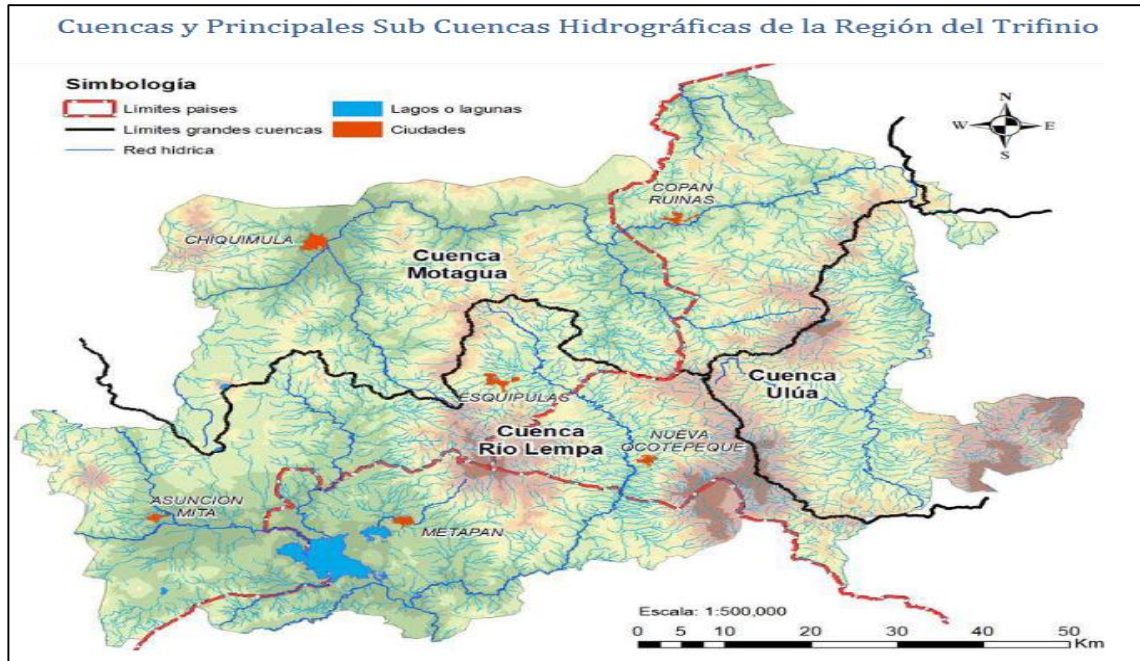 Cuencas y Principales Sub Cuencas Hidrográficas de la Región del Trifinio
Simbología
Límites paises
Lagos o lagunas
Límites grandes cuencas
Ciudades
Red hídrica
N
W
E
S
COPAN
RUINAS
CHIQUIMULA
Cuenca
Motagua
Cuenca
Ulúa
ESQUIPULAS
Cuenca
Río Lempa
NUEVA
OCOTEPEQUE
ASUNCION
MITA
METAPAN
Escala: 1:500,000
0 5 10 20 30 40 50
Km